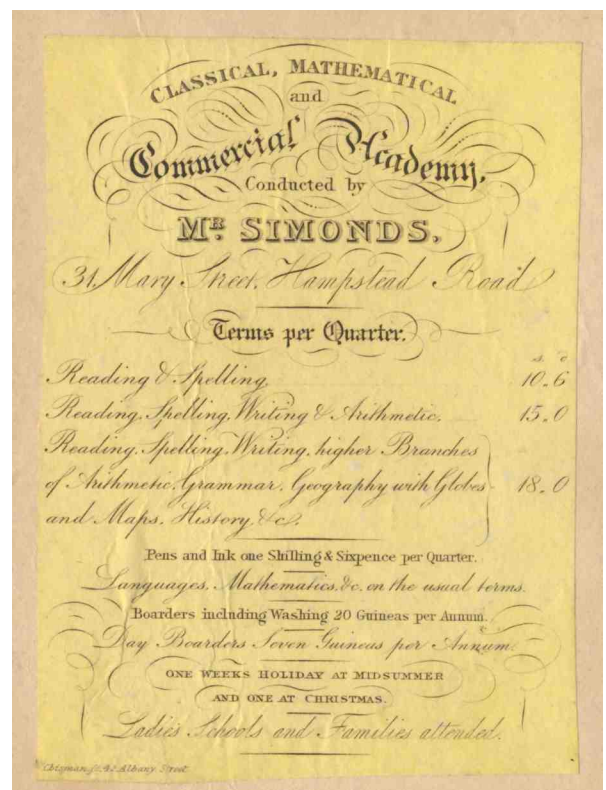 CLASSICAL, MATHEMATICAL
and
Commercial Academy,
Conducted by
MR. SIMONDS,
31, Mary Street, Hampstead Road
Terms per Quarter.
Reading & Spelling, 10.6
Reading, Spelling, Writing & Arithmetic, 15.0
Reading, Spelling, Writing, higher Branches
of Arithmetic, Grammar, Geography with Globes 18.0
and Maps, History, &c.
Pens and Ink one Shilling & Sixpence per Quarter.
Languages, Mathematics, &c. on the usual terms.
Boarders including Washing 20 Guineas per Annum.
Day Boarders Seven Guineas per Annum.
ONE WEEKS HOLIDAY AT MIDSUMMER
AND ONE AT CHRISTMAS.
Ladies Schools and Families attended.
Chapman 42 Albany Street